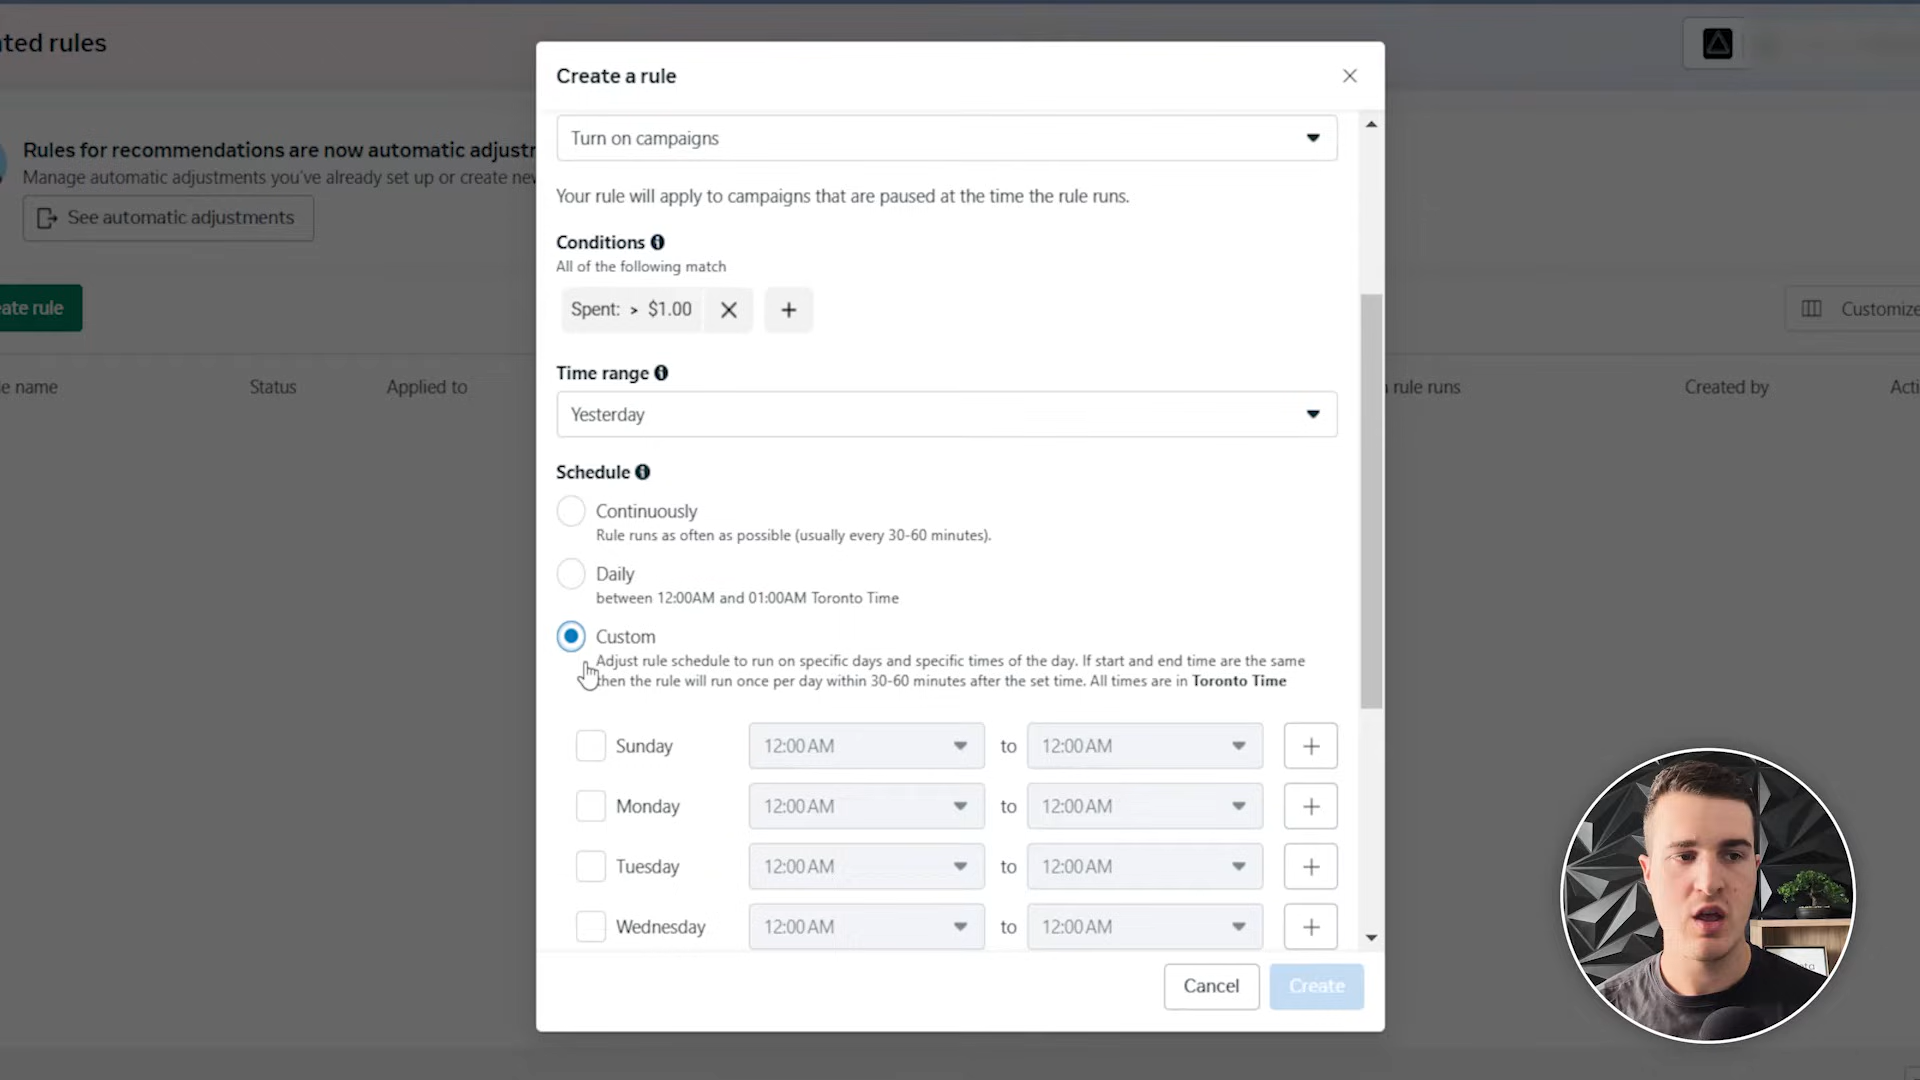 ated rules
Create a rule
Rules for recommendations are now automatic adjustr
Manage automatic adjustments you've already set up or create nev
See automatic adjustments
Turn on campaigns
Your rule will apply to campaigns that are paused at the time the rule runs.
Conditions
All of the following match
Spent: > $1.00
eate rule
Customize
Time range
Yesterday
e name
Status
Applied to
rule runs
Created by
Acti
Schedule
Continuously
Rule runs as often as possible (usually every 30-60 minutes).
Daily
between 12:00AM and 01:00AM Toronto Time
Custom
Adjust rule schedule to run on specific days and specific times of the day. If start and end time are the same
then the rule will run once per day within 30-60 minutes after the set time. All times are in Toronto Time
Sunday 12:00 AM to 12:00 AM
Monday 12:00 AM to 12:00 AM
Tuesday 12:00 AM to 12:00 AM
Wednesday 12:00 AM to 12:00 AM
Cancel
Create